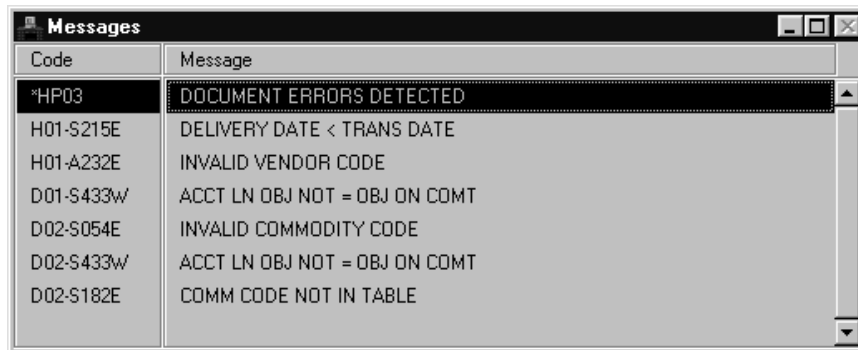 Messages
Code Message
*HP03 DOCUMENT ERRORS DETECTED
H01-S215E DELIVERY DATE < TRANS DATE
H01-A232E INVALID VENDOR CODE
D01-S433W ACCT LN OBJ NOT = OBJ ON COMT
D02-S054E INVALID COMMODITY CODE
D02-S433W ACCT LN OBJ NOT = OBJ ON COMT
D02-S182E COMM CODE NOT IN TABLE